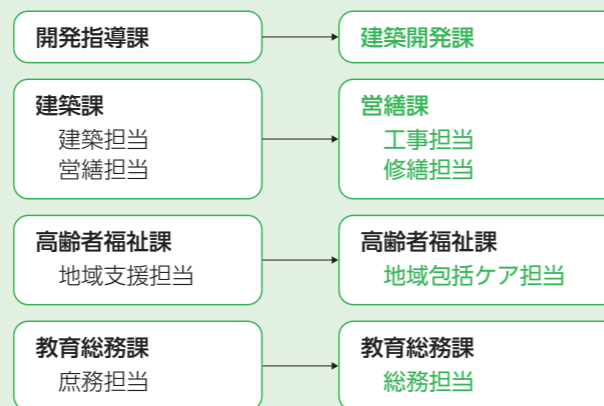 開発指導課
建築開発課
建築課
建築担当
営繕担当
営繕課
工事担当
修繕担当
高齢者福祉課
地域支援担当
高齢者福祉課
地域包括ケア担当
教育総務課
庶務担当
教育総務課
総務担当